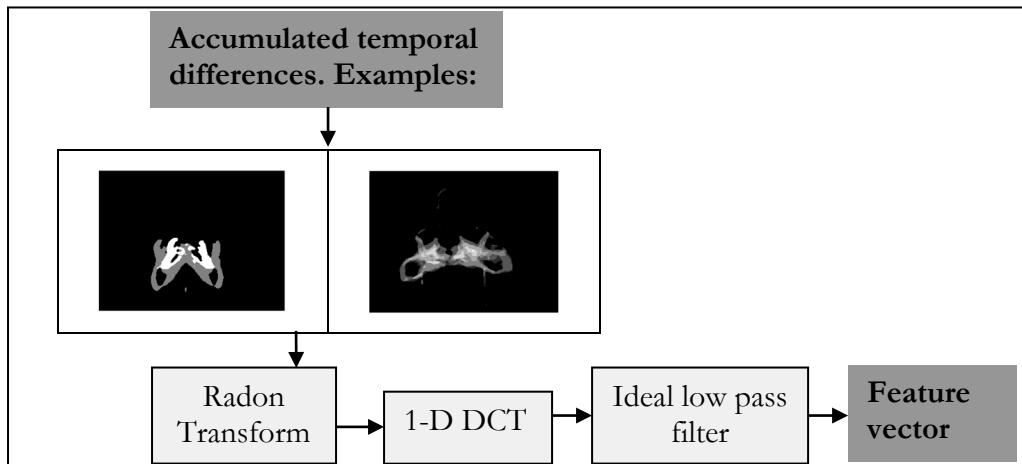 Accumulated temporal
differences. Examples:
Radon
Transform
1-D DCT
Ideal low pass
filter
Feature
vector